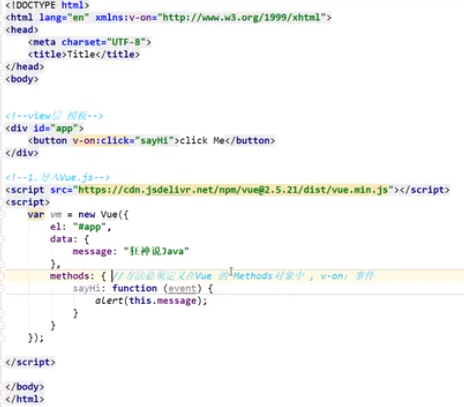 <!DOCTYPE html>
<html lang="en" xmlns:v-on="http://www.w3.org/1999/xhtml">
<head>
    <meta charset="UTF-8">
    <title>Title</title>
</head>
<body>
<!--view层 模板-->
<div id="app">
    <button v-on:click="sayHi">click Me</button>
</div>
<!--1.导入Vue.js-->
<script src="https://cdn.jsdelivr.net/npm/vue@2.5.21/dist/vue.min.js"></script>
<script>
    var vm = new Vue({
        el: "#app",
        data: {
            message: "狂神说Java"
        },
        methods: { //方法必须定义在Vue 的 Methods对象中 , v-on: 事件
            sayHi: function (event) {
                alert(this.message);
            }
        }
    });
</script>
</body>
</html>